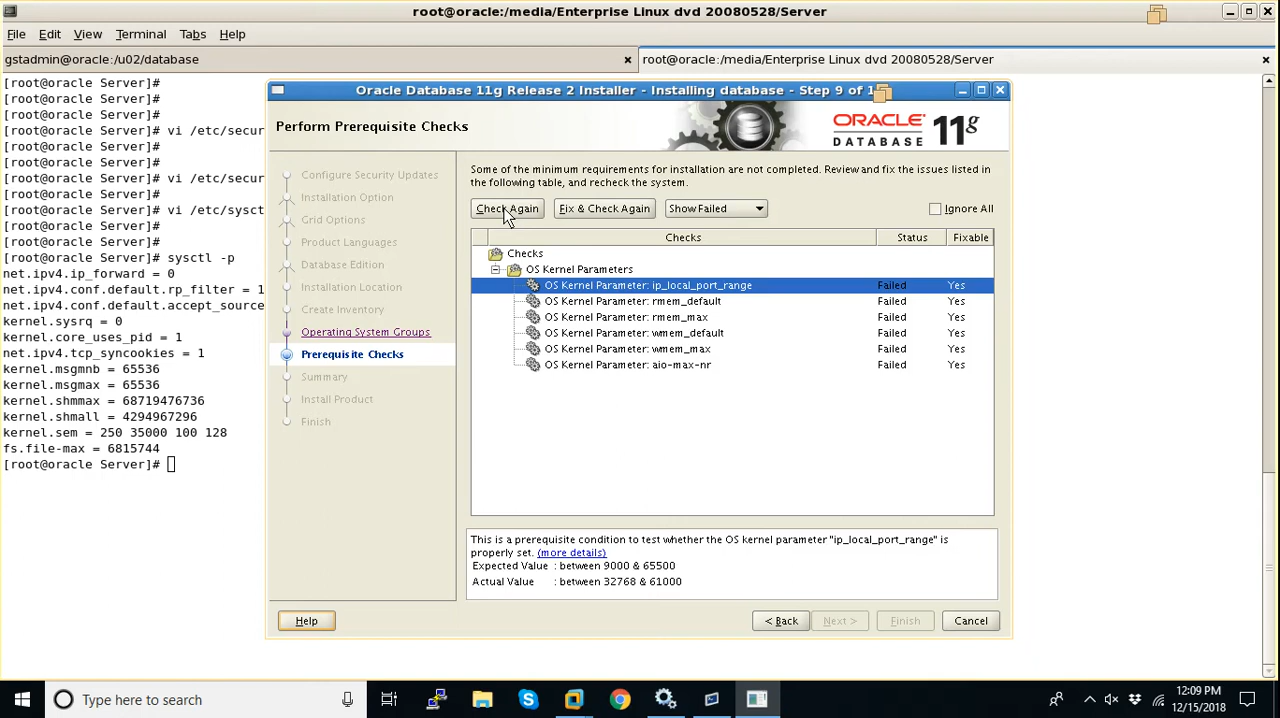 root@oracle:/media/Enterprise Linux dvd 20080528/Server
File Edit View Terminal Tabs Help
gstadmin@oracle:/u02/database
root@oracle:/media/Enterprise Linux dvd 20080528/Server
[root@oracle Server]#
[root@oracle Server]#
[root@oracle Server]#
[root@oracle Server]# vi /etc/secur
[root@oracle Server]#
[root@oracle Server]#
[root@oracle Server]# vi /etc/secur
[root@oracle Server]#
[root@oracle Server]# vi /etc/sysct
[root@oracle Server]#
[root@oracle Server]#
[root@oracle Server]# sysctl -p
net.ipv4.ip_forward = 0
net.ipv4.conf.default.rp_filter = 1
net.ipv4.conf.default.accept_source
kernel.sysrq = 0
kernel.core_uses_pid = 1
net.ipv4.tcp_syncookies = 1
kernel.msgmnb = 65536
kernel.msgmax = 65536
kernel.shmmax = 68719476736
kernel.shmall = 4294967296
kernel.sem = 250 35000 100 128
fs.file-max = 6815744
[root@oracle Server]#
Oracle Database 11g Release 2 Installer - Installing database - Step 9 of 1
Perform Prerequisite Checks
ORACLE DATABASE 11g
Configure Security Updates
Installation Option
Grid Options
Product Languages
Database Edition
Installation Location
Create Inventory
Operating System Groups
Prerequisite Checks
Summary
Install Product
Finish
Some of the minimum requirements for installation are not completed. Review and fix the issues listed in
the following table, and recheck the system.
Check Again Fix & Check Again Show Failed Ignore All
Checks Status Fixable
Checks
OS Kernel Parameters
OS Kernel Parameter: ip_local_port_range Failed Yes
OS Kernel Parameter: rmem_default Failed Yes
OS Kernel Parameter: rmem_max Failed Yes
OS Kernel Parameter: wmem_default Failed Yes
OS Kernel Parameter: wmem_max Failed Yes
OS Kernel Parameter: aio-max-nr Failed Yes
This is a prerequisite condition to test whether the OS kernel parameter "ip_local_port_range" is
properly set. (more details)
Expected Value : between 9000 & 65500
Actual Value : between 32768 & 61000
Help < Back Next > Finish Cancel
Type here to search
12:09 PM
12/15/2018